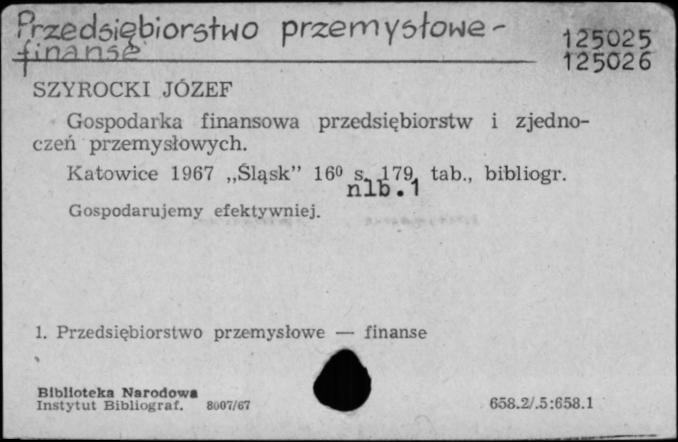 Przedsiębiorstwo przemysłowe -
finanse
125025
125026
SZYROCKI JÓZEF
Gospodarka finansowa przedsiębiorstw i zjedno-
czeń przemysłowych.
Katowice 1967 „Śląsk” 16⁰ s. 179, tab., bibliogr.
nlb.1
Gospodarujemy efektywniej.
1. Przedsiębiorstwo przemysłowe — finanse
Biblioteka Narodowa
Instytut Bibliograf. 8007/67
658.2/.5:658.1